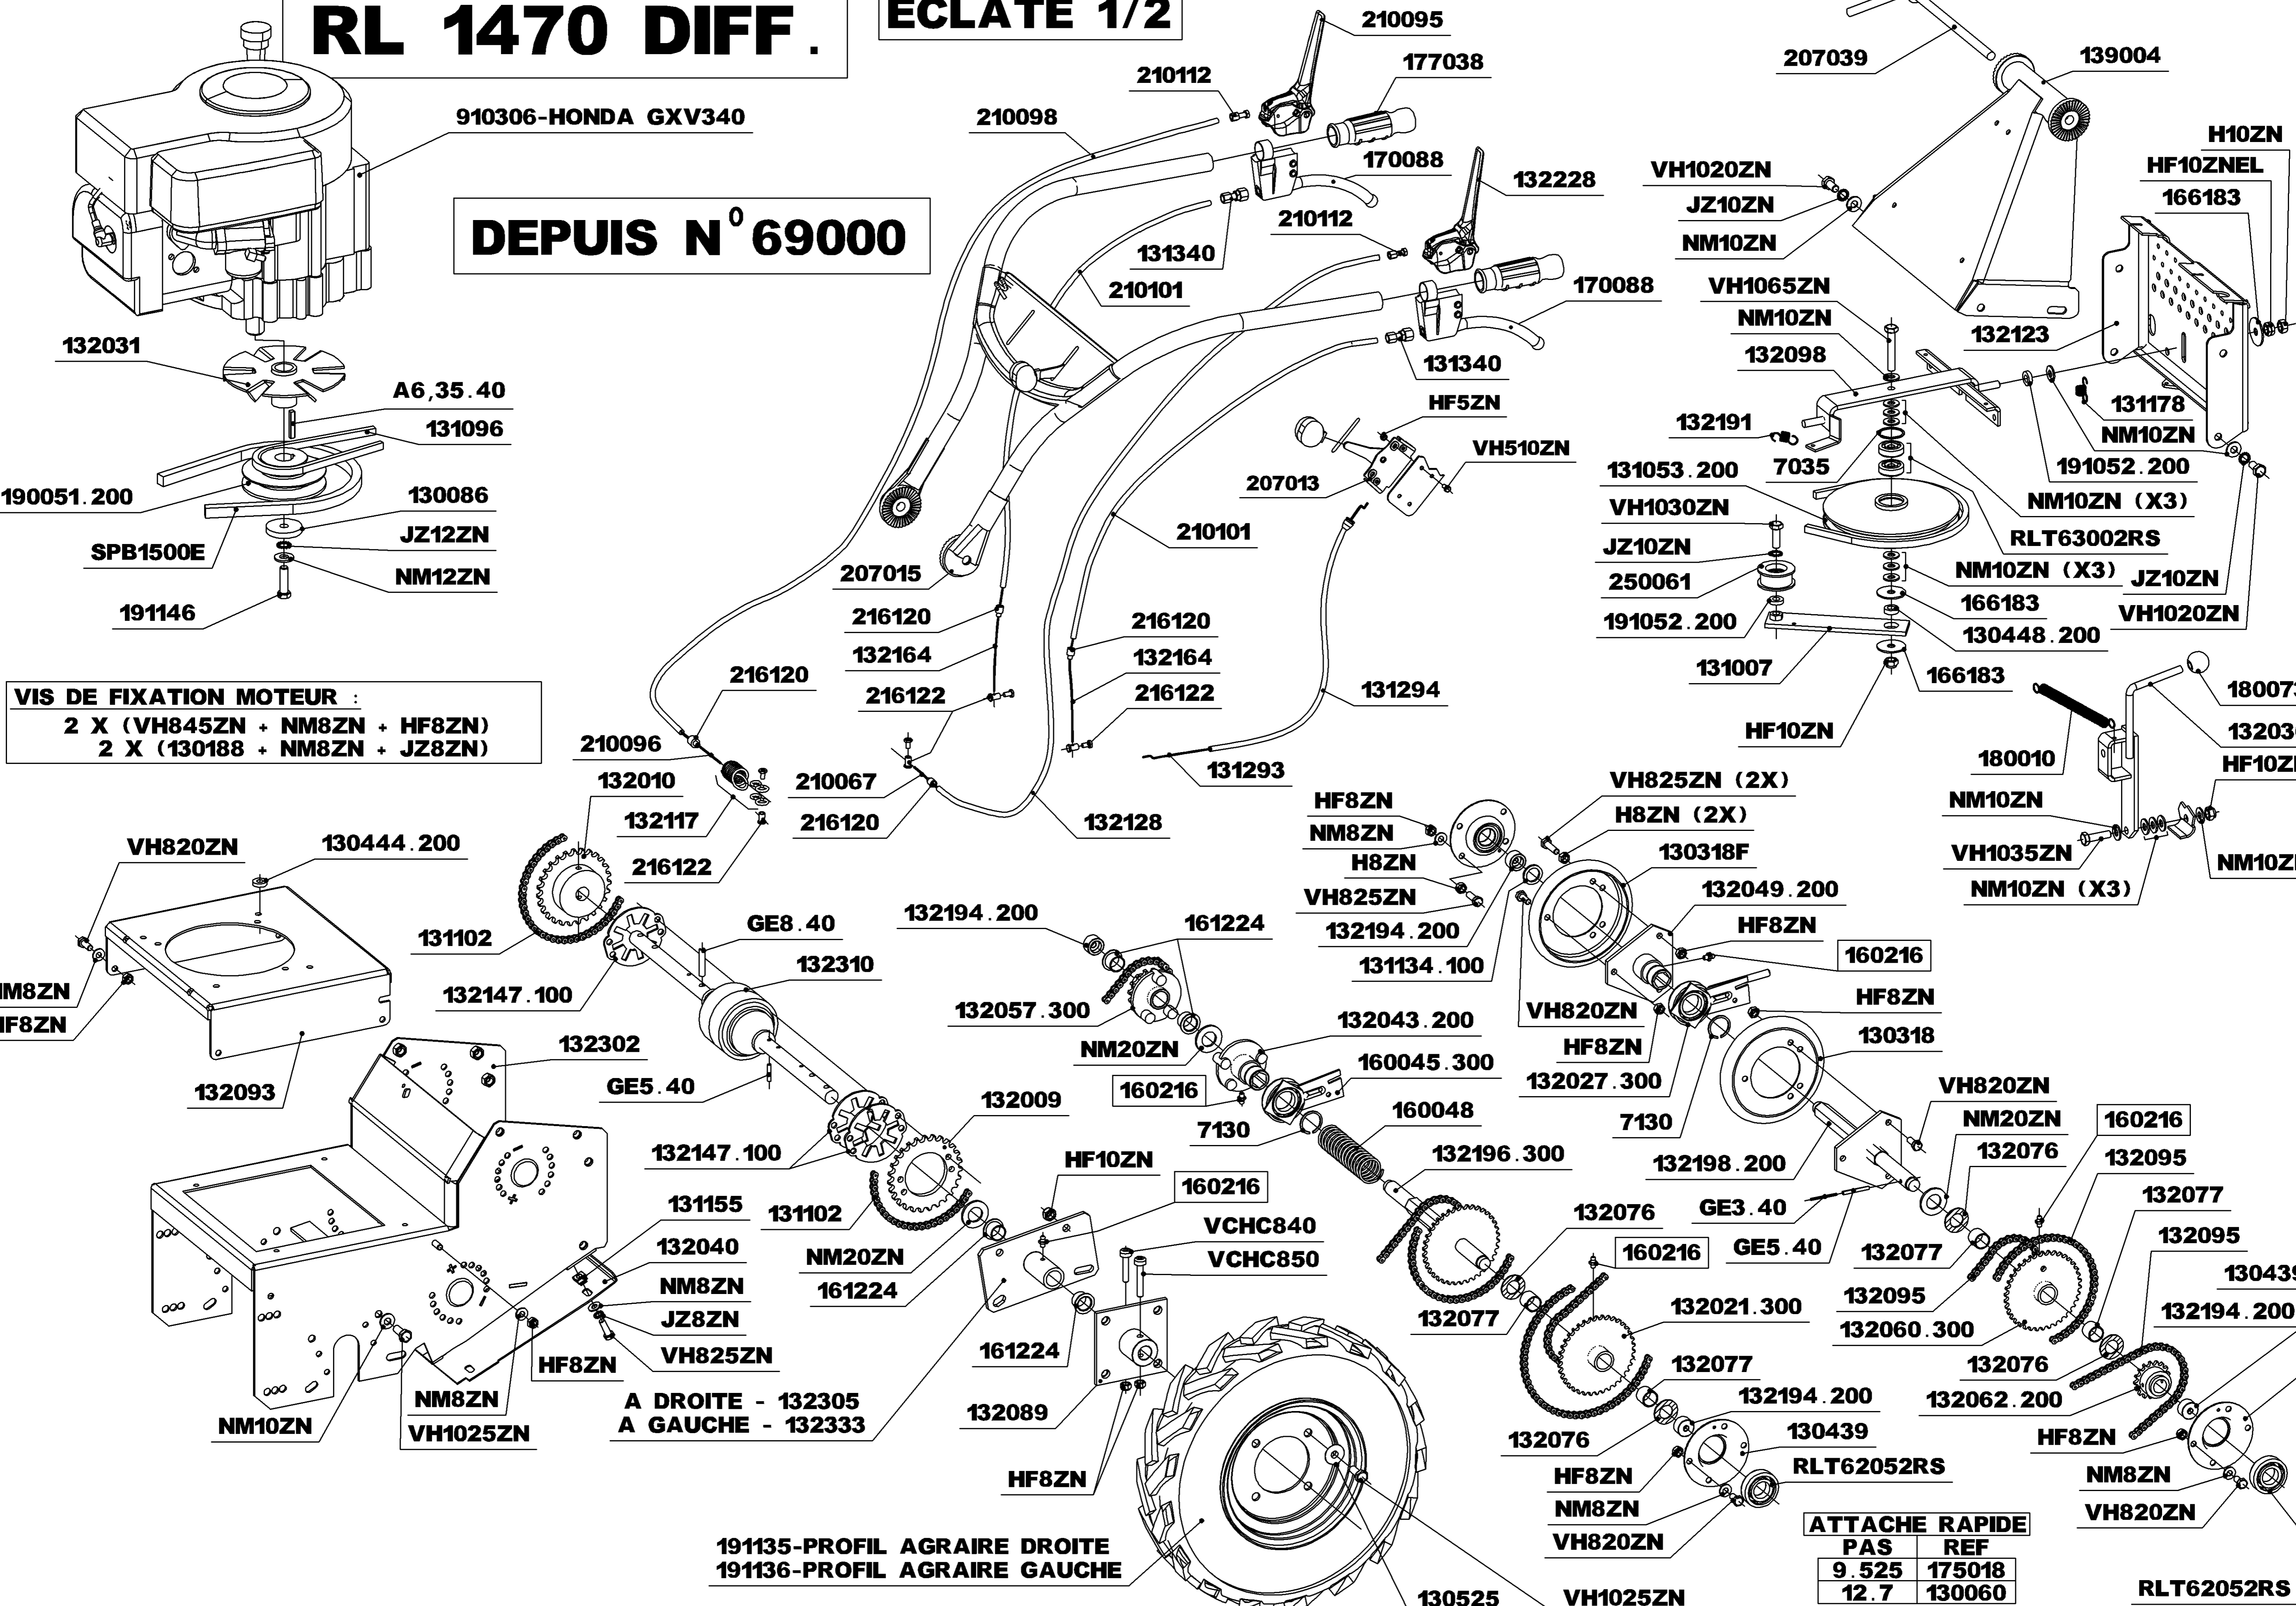 RL 1470 DIFF.
ECLATE 1/2
910306-HONDA GXV340
DEPUIS N⁰ 69000
132031
A6,35.40
131096
190051.200
130086
JZ12ZN
SPB1500E
NM12ZN
191146
VIS DE FIXATION MOTEUR :
2 X (VH845ZN + NM8ZN + HF8ZN)
2 X (130188 + NM8ZN + JZ8ZN)
210095
210112
177038
210098
170088
132228
210112
131340
210101
170088
131340
HF5ZN
VH510ZN
207013
210101
207015
216120
216120
132164
132164
216122
216122
216120
131294
210096
132010
210067
131293
132117
216120
132128
216122
207039
139004
H10ZN
VH1020ZN
HF10ZNEL
JZ10ZN
166183
NM10ZN
VH1065ZN
NM10ZN
132123
132098
131178
132191
NM10ZN
7035
191052.200
131053.200
NM10ZN (X3)
VH1030ZN
RLT63002RS
JZ10ZN
NM10ZN (X3)
JZ10ZN
250061
166183
VH1020ZN
191052.200
130448.200
131007
166183
HF10ZN
180010
NM10ZN
VH1035ZN
NM10ZN (X3)
VH820ZN
130444.200
132093
131102
GE8.40
132310
132147.100
132302
GE5.40
132009
132147.100
131102
HF10ZN
160216
131155
132040
NM20ZN
NM8ZN
161224
JZ8ZN
VH825ZN
HF8ZN
NM8ZN
NM10ZN
VH1025ZN
VCHC840
VCHC850
161224
A DROITE - 132305
A GAUCHE - 132333
132089
HF8ZN
191135-PROFIL AGRAIRE DROITE
191136-PROFIL AGRAIRE GAUCHE
130525
VH1025ZN
132194.200
161224
132057.300
NM20ZN
132043.200
160216
160045.300
7130
160048
132196.300
132076
160216
132077
132021.300
132077
132194.200
132076
130439
HF8ZN
RLT62052RS
NM8ZN
VH820ZN
HF8ZN
VH825ZN (2X)
NM8ZN
H8ZN (2X)
H8ZN
130318F
VH825ZN
132049.200
132194.200
HF8ZN
131134.100
160216
VH820ZN
HF8ZN
HF8ZN
130318
132027.300
7130
VH820ZN
NM20ZN
160216
132198.200
132076
132095
GE3.40
132077
GE5.40
132077
132095
132095
132194.200
132060.300
132076
132062.200
HF8ZN
NM8ZN
VH820ZN
RLT62052RS
ATTACHE RAPIDE
PAS REF
9.525 175018
12.7 130060